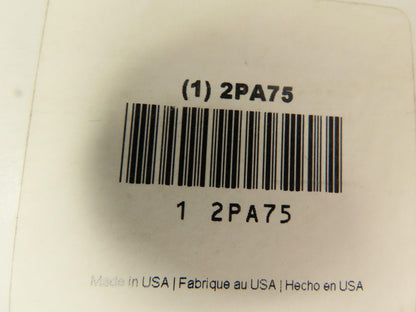 (1) 2PA75
1 2PA75
Made in USA | Fabrique au USA | Hecho en USA